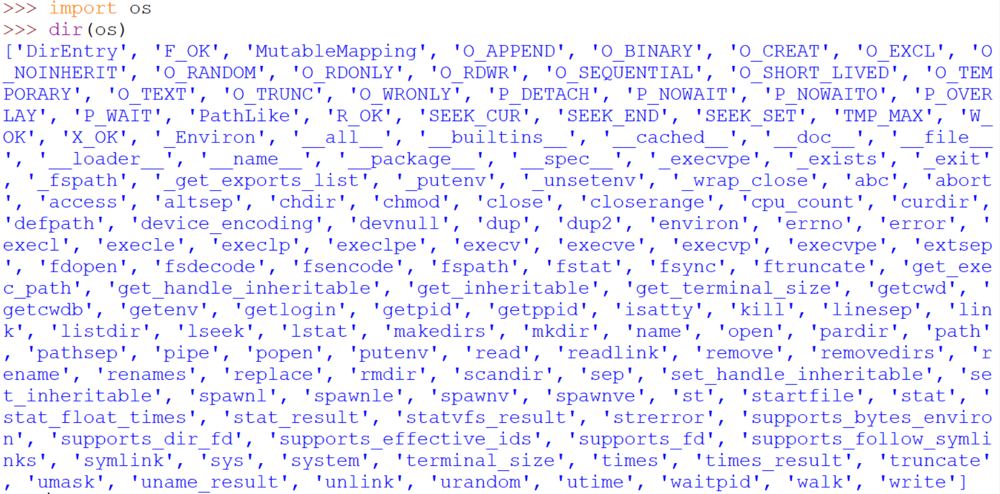 >>> import os
>>> dir(os)
['DirEntry', 'F_OK', 'MutableMapping', 'O_APPEND', 'O_BINARY', 'O_CREAT', 'O_EXCL', 'O
_NOINHERIT', 'O_RANDOM', 'O_RDONLY', 'O_RDWR', 'O_SEQUENTIAL', 'O_SHORT_LIVED', 'O_TEM
PORARY', 'O_TEXT', 'O_TRUNC', 'O_WRONLY', 'P_DETACH', 'P_NOWAIT', 'P_NOWAITO', 'P_OVER
LAY', 'P_WAIT', 'PathLike', 'R_OK', 'SEEK_CUR', 'SEEK_END', 'SEEK_SET', 'TMP_MAX', 'W_
OK', 'X_OK', '_Environ', '__all__', '__builtins__', '__cached__', '__doc__', '__file__
', '__loader__', '__name__', '__package__', '__spec__', '_execvpe', '_exists', '_exit'
, '_fspath', '_get_exports_list', '_putenv', '_unsetenv', '_wrap_close', 'abc', 'abort
', 'access', 'altsep', 'chdir', 'chmod', 'close', 'closerange', 'cpu_count', 'curdir',
'defpath', 'device_encoding', 'devnull', 'dup', 'dup2', 'environ', 'errno', 'error', '
execl', 'execle', 'execlp', 'execlpe', 'execv', 'execve', 'execvp', 'execvpe', 'extsep
', 'fdopen', 'fsdecode', 'fsencode', 'fspath', 'fstat', 'fsync', 'ftruncate', 'get_exe
c_path', 'get_handle_inheritable', 'get_inheritable', 'get_terminal_size', 'getcwd', '
getcwdb', 'getenv', 'getlogin', 'getpid', 'getppid', 'isatty', 'kill', 'linesep', 'lin
k', 'listdir', 'lseek', 'lstat', 'makedirs', 'mkdir', 'name', 'open', 'pardir', 'path'
, 'pathsep', 'pipe', 'popen', 'putenv', 'read', 'readlink', 'remove', 'removedirs', 'r
ename', 'renames', 'replace', 'rmdir', 'scandir', 'sep', 'set_handle_inheritable', 'se
t_inheritable', 'spawnl', 'spawnle', 'spawnv', 'spawnve', 'st', 'startfile', 'stat', '
stat_float_times', 'stat_result', 'statvfs_result', 'strerror', 'supports_bytes_enviro
n', 'supports_dir_fd', 'supports_effective_ids', 'supports_fd', 'supports_follow_symli
nks', 'symlink', 'sys', 'system', 'terminal_size', 'times', 'times_result', 'truncate'
, 'umask', 'uname_result', 'unlink', 'urandom', 'utime', 'waitpid', 'walk', 'write']